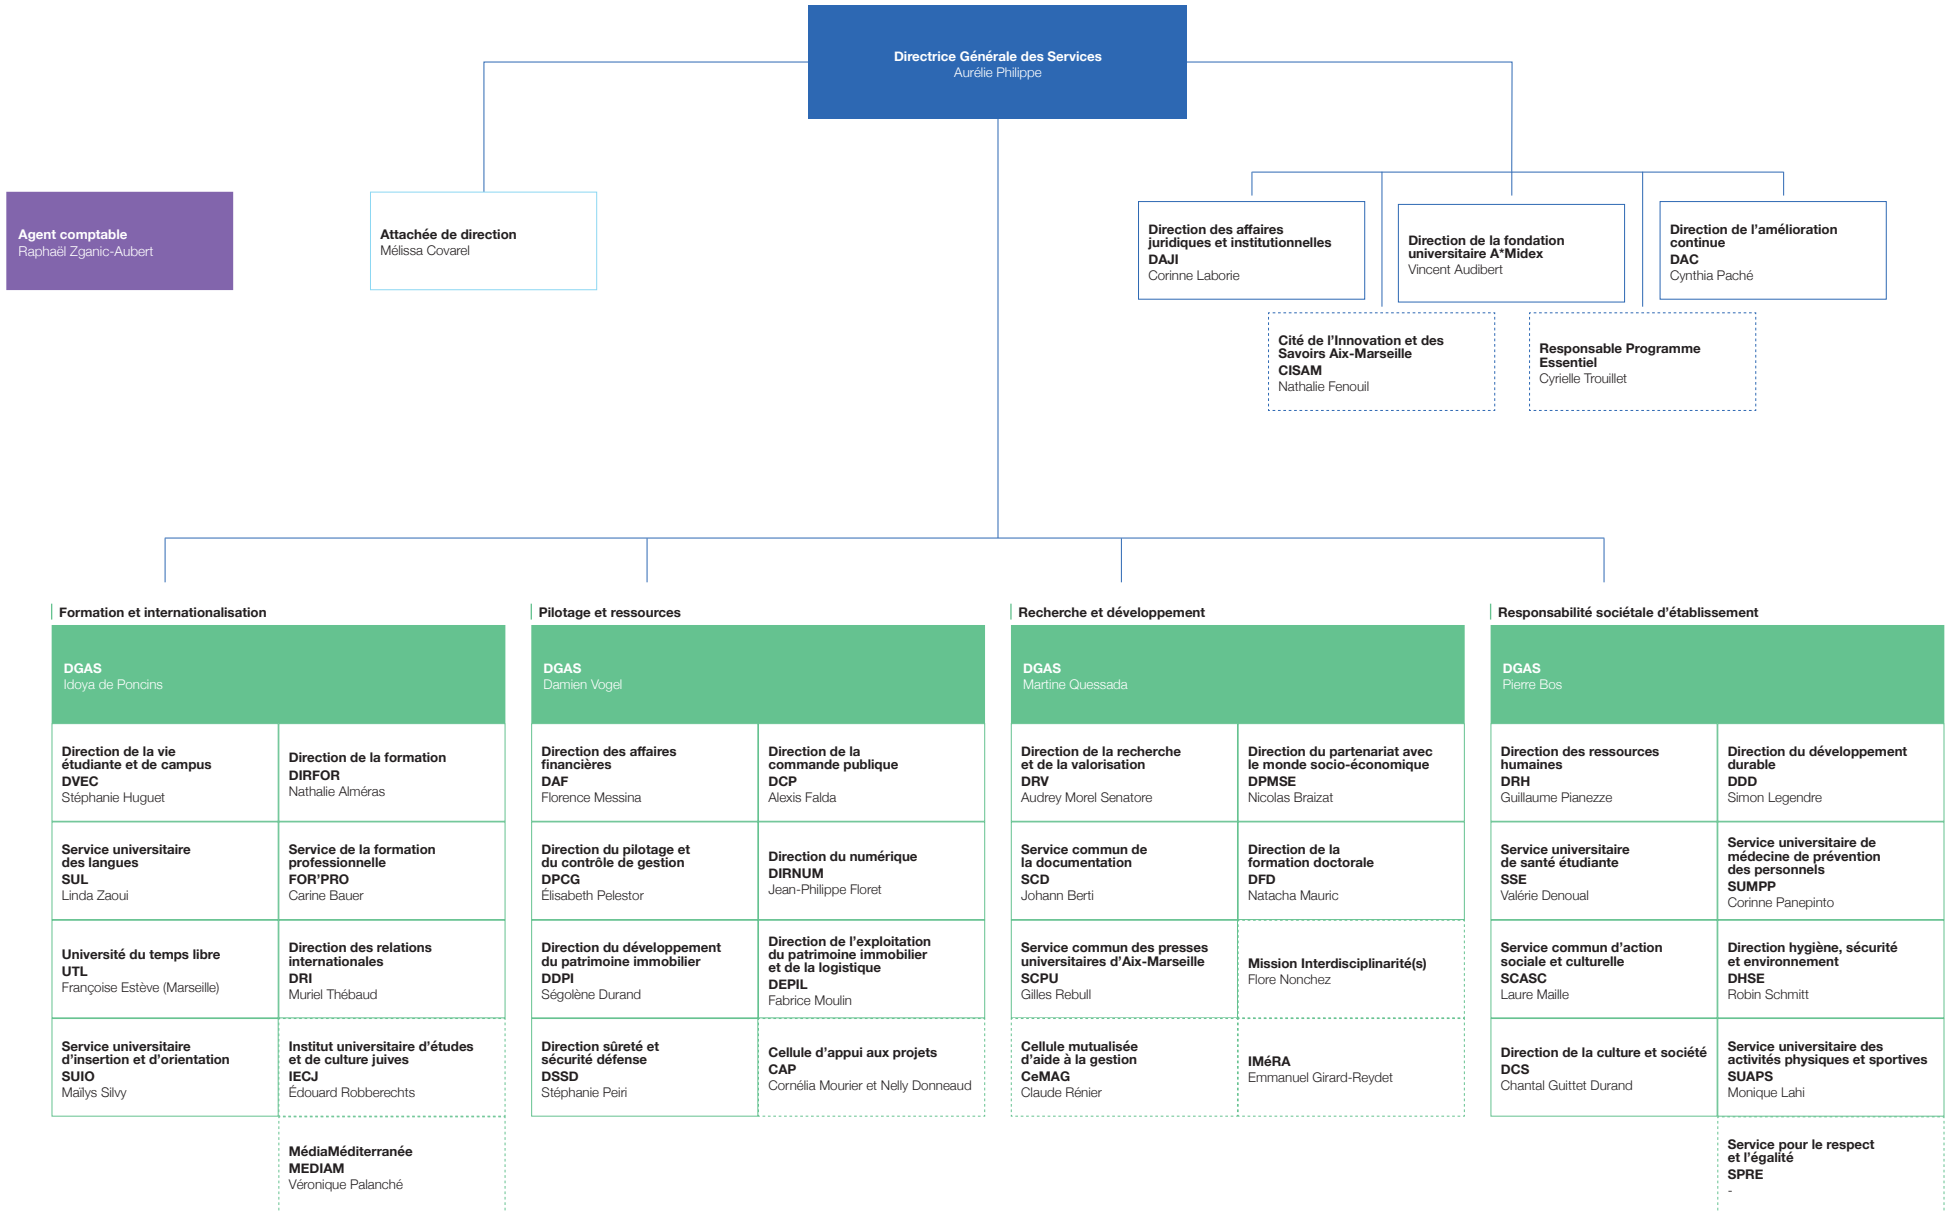 Directrice Générale des Services
Aurélie Philippe
Agent comptable
Raphaël Zganic-Aubert
Attachée de direction
Mélissa Covarel
Direction des affaires
juridiques et institutionnelles
DAJI
Corinne Laborie
Direction de la fondation
universitaire A*Midex
Vincent Audibert
Direction de l'amélioration
continue
DAC
Cynthia Paché
Cité de l'Innovation et des
Savoirs Aix-Marseille
CISAM
Nathalie Fenouil
Responsable Programme
Essentiel
Cyrielle Trouillet
Formation et internationalisation
DGAS
Idoya de Poncins
Direction de la vie
étudiante et de campus
DVEC
Stéphanie Huguet
Direction de la formation
DIRFOR
Nathalie Alméras
Service universitaire
des langues
SUL
Linda Zaoui
Service de la formation
professionnelle
FOR'PRO
Carine Bauer
Université du temps libre
UTL
Françoise Estève (Marseille)
Direction des relations
internationales
DRI
Muriel Thébaud
Service universitaire
d'insertion et d'orientation
SUIO
Maïlys Silvy
Institut universitaire d'études
et de culture juives
IECJ
Édouard Robberechts
MédiaMéditerranée
MEDIAM
Véronique Palanché
Pilotage et ressources
DGAS
Damien Vogel
Direction des affaires
financières
DAF
Florence Messina
Direction de la
commande publique
DCP
Alexis Falda
Direction du pilotage et
du contrôle de gestion
DPCG
Élisabeth Pelestor
Direction du numérique
DIRNUM
Jean-Philippe Floret
Direction du développement
du patrimoine immobilier
DDPI
Ségolène Durand
Direction de l'exploitation
du patrimoine immobilier
et de la logistique
DEPIL
Fabrice Moulin
Direction sûreté et
sécurité défense
DSSD
Stéphanie Peiri
Cellule d'appui aux projets
CAP
Cornélia Mourier et Nelly Donneaud
Recherche et développement
DGAS
Martine Quessada
Direction de la recherche
et de la valorisation
DRV
Audrey Morel Senatore
Direction du partenariat avec
le monde socio-économique
DPMSE
Nicolas Braizat
Service commun de
la documentation
SCD
Johann Berti
Direction de la
formation doctorale
DFD
Natacha Mauric
Service commun des presses
universitaires d'Aix-Marseille
SCPU
Gilles Rebull
Mission Interdisciplinarité(s)
Flore Nonchez
Cellule mutualisée
d'aide à la gestion
CeMAG
Claude Rénier
IMéRA
Emmanuel Girard-Reydet
Responsabilité sociétale d'établissement
DGAS
Pierre Bos
Direction des ressources
humaines
DRH
Guillaume Pianezze
Direction du développement
durable
DDD
Simon Legendre
Service universitaire
de santé étudiante
SSE
Valérie Denoual
Service universitaire de
médecine de prévention
des personnels
SUMPP
Corinne Panepinto
Service commun d'action
sociale et culturelle
SCASC
Laure Maille
Direction hygiène, sécurité
et environnement
DHSE
Robin Schmitt
Direction de la culture et société
DCS
Chantal Guittet Durand
Service universitaire des
activités physiques et sportives
SUAPS
Monique Lahi
Service pour le respect
et l'égalité
SPRE
-